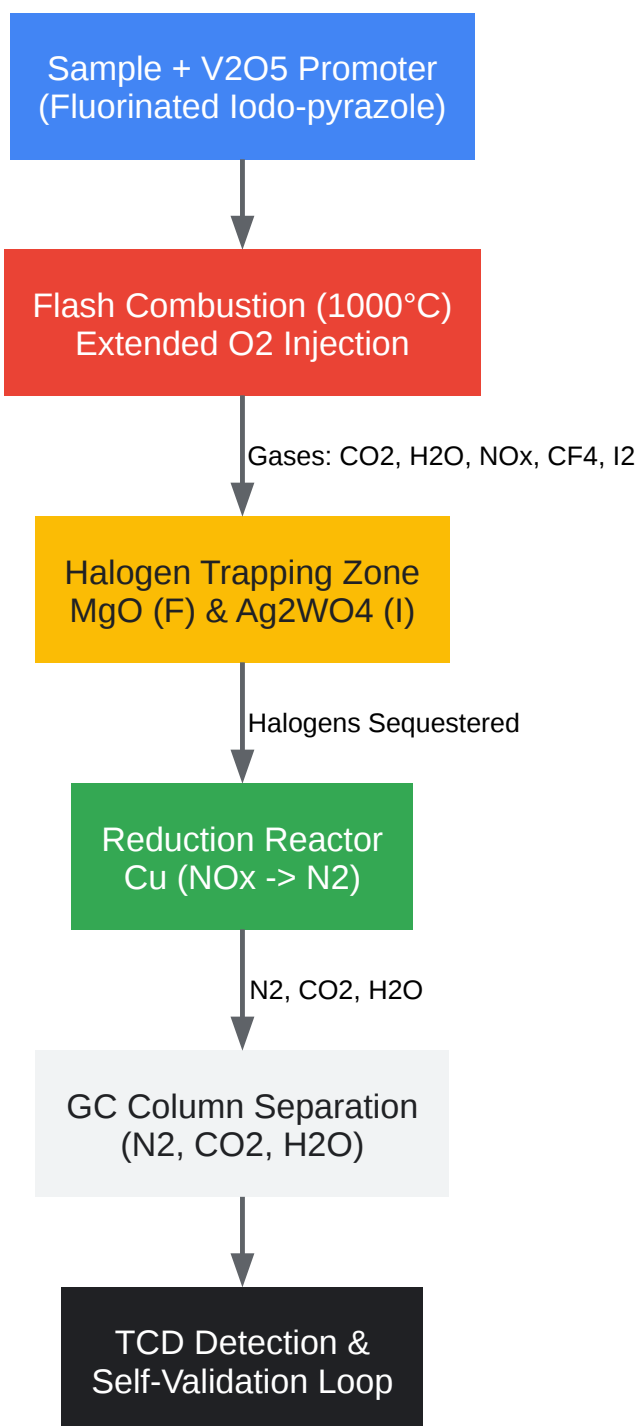 Sample + V2O5 Promoter
(Fluorinated Iodo-pyrazole)
Flash Combustion (1000°C)
Extended O2 Injection
Gases: CO2, H2O, NOx, CF4, I2
Halogen Trapping Zone
MgO (F) & Ag2WO4 (I)
Halogens Sequestered
Reduction Reactor
Cu (NOx -> N2)
N2, CO2, H2O
GC Column Separation
(N2, CO2, H2O)
TCD Detection &
Self-Validation Loop